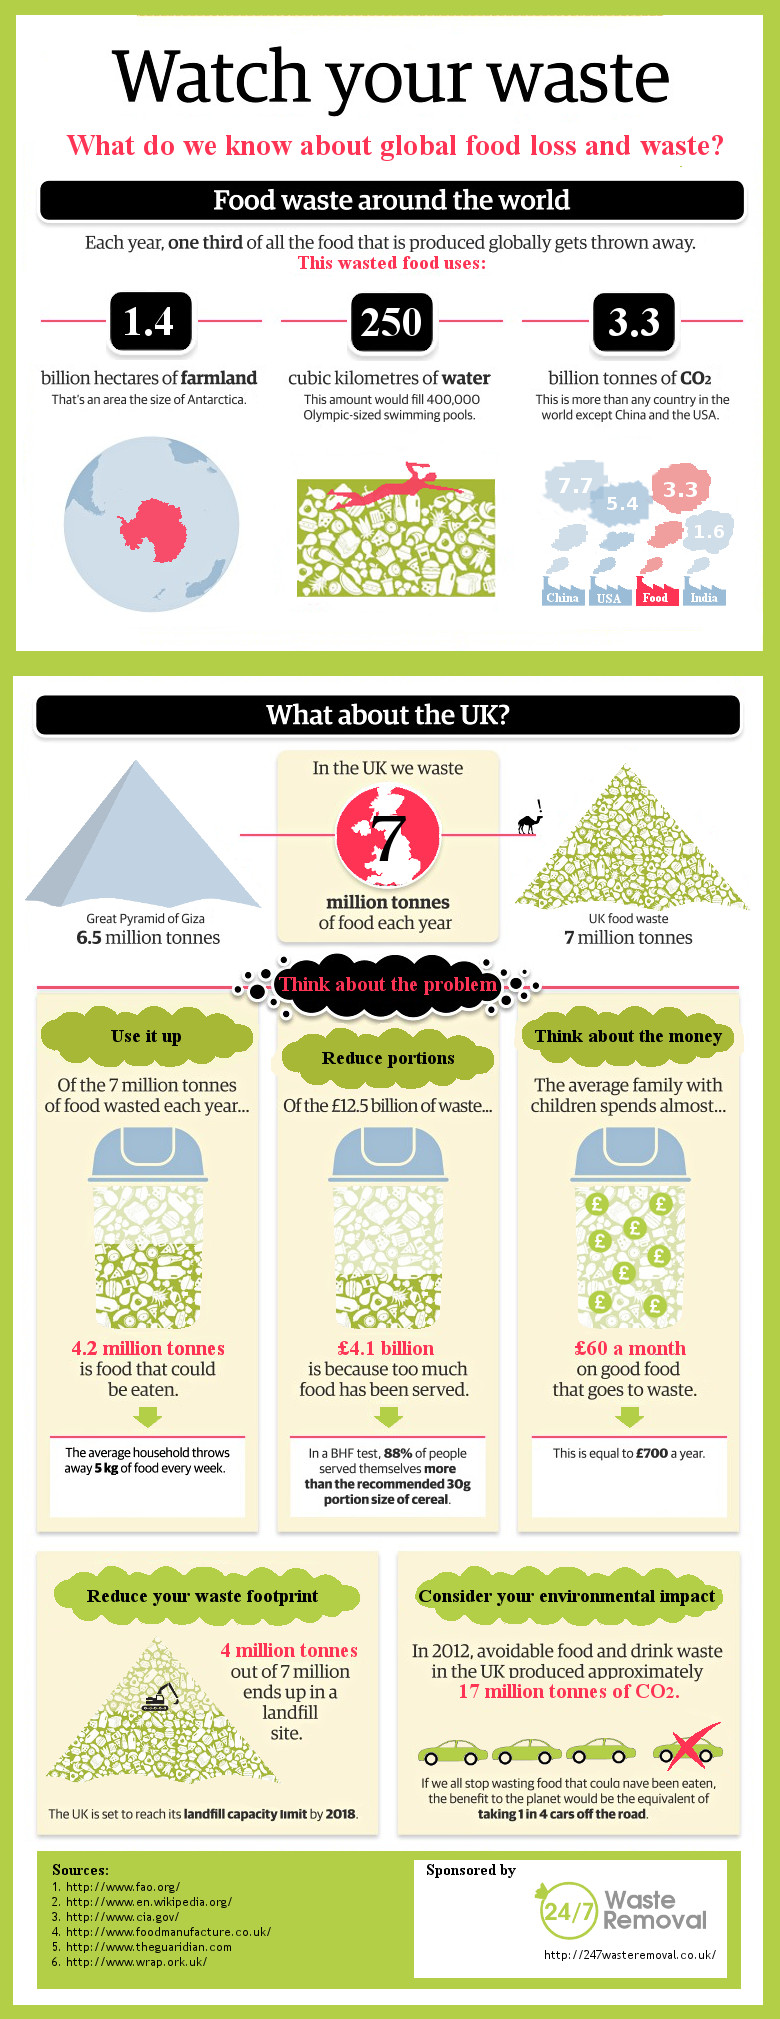 Watch your waste
What do we know about global food loss and waste?
Food waste around the world
Each year, one third of all the food that is produced globally gets thrown away.
This wasted food uses:
1.4
billion hectares of farmland
That's an area the size of Antarctica.
250
cubic kilometres of water
This amount would fill 400,000
Olympic-sized swimming pools.
3.3
billion tonnes of CO2
This is more than any country in the
world except China and the USA.
7.7
5.4
3.3
1.6
China
USA
Food
India
What about the UK?
Great Pyramid of Giza
6.5 million tonnes
In the UK we waste
7
million tonnes
of food each year
!
UK food waste
7 million tonnes
Think about the problem
Use it up
Of the 7 million tonnes
of food wasted each year...
4.2 million tonnes
is food that could
be eaten.
The average household throws
away 5 kg of food every week.
Reduce portions
Of the £12.5 billion of waste...
£4.1 billion
is because too much
food has been served.
In a BHF test, 88% of people
served themselves more
than the recommended 30g
portion size of cereal.
Think about the money
The average family with
children spends almost...
£
£
£
£
£
£
£
£
£60 a month
on good food
that goes to waste.
This is equal to £700 a year.
Reduce your waste footprint
4 million tonnes
out of 7 million
ends up in a
landfill
site.
The UK is set to reach its landfill capacity limit by 2018.
Consider your environmental impact
In 2012, avoidable food and drink waste
in the UK produced approximately
17 million tonnes of CO2.
If we all stop wasting food that could have been eaten,
the benefit to the planet would be the equivalent of
taking 1 in 4 cars off the road.
Sources:
1. http://www.fao.org/
2. http://www.en.wikipedia.org/
3. http://www.cia.gov/
4. http://www.foodmanufacture.co.uk/
5. http://www.theguaridian.com
6. http://www.wrap.ork.uk/
Sponsored by
24/7 Waste
Removal
http://247wasteremoval.co.uk/